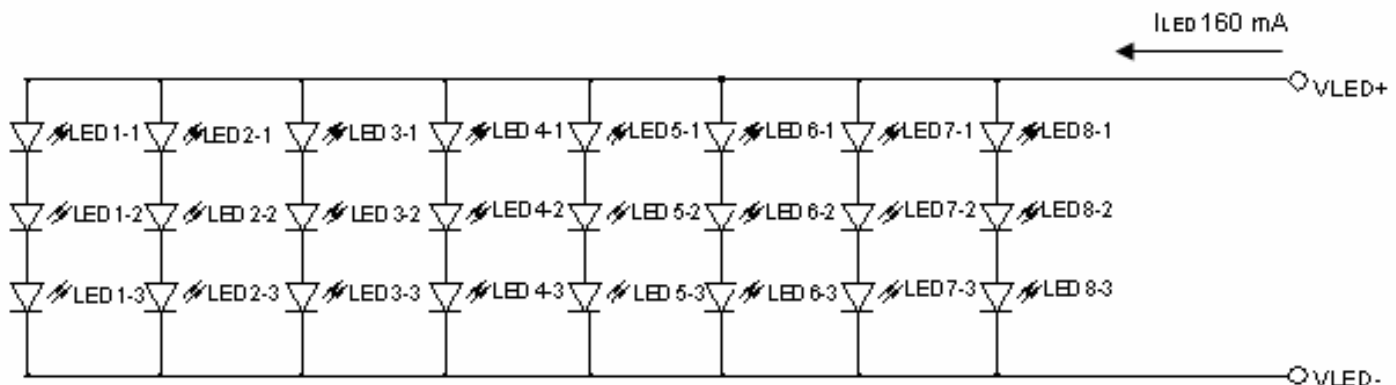 ILED 160 mA
VLED+
LED 1-1 LED 2-1 LED 3-1 LED 4-1 LED 5-1 LED 6-1 LED 7-1 LED 8-1
LED 1-2 LED 2-2 LED 3-2 LED 4-2 LED 5-2 LED 6-2 LED 7-2 LED 8-2
LED 1-3 LED 2-3 LED 3-3 LED 4-3 LED 5-3 LED 6-3 LED 7-3 LED 8-3
VLED-